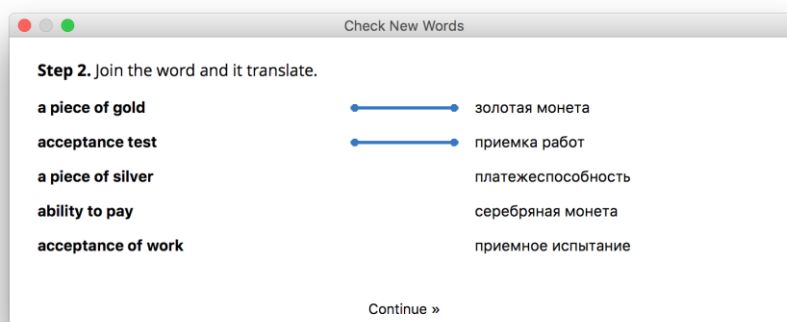 Check New Words
Step 2. Join the word and it translate.
a piece of gold золотая монета
acceptance test приемка работ
a piece of silver платежеспособность
ability to pay серебряная монета
acceptance of work приемное испытание
Continue »